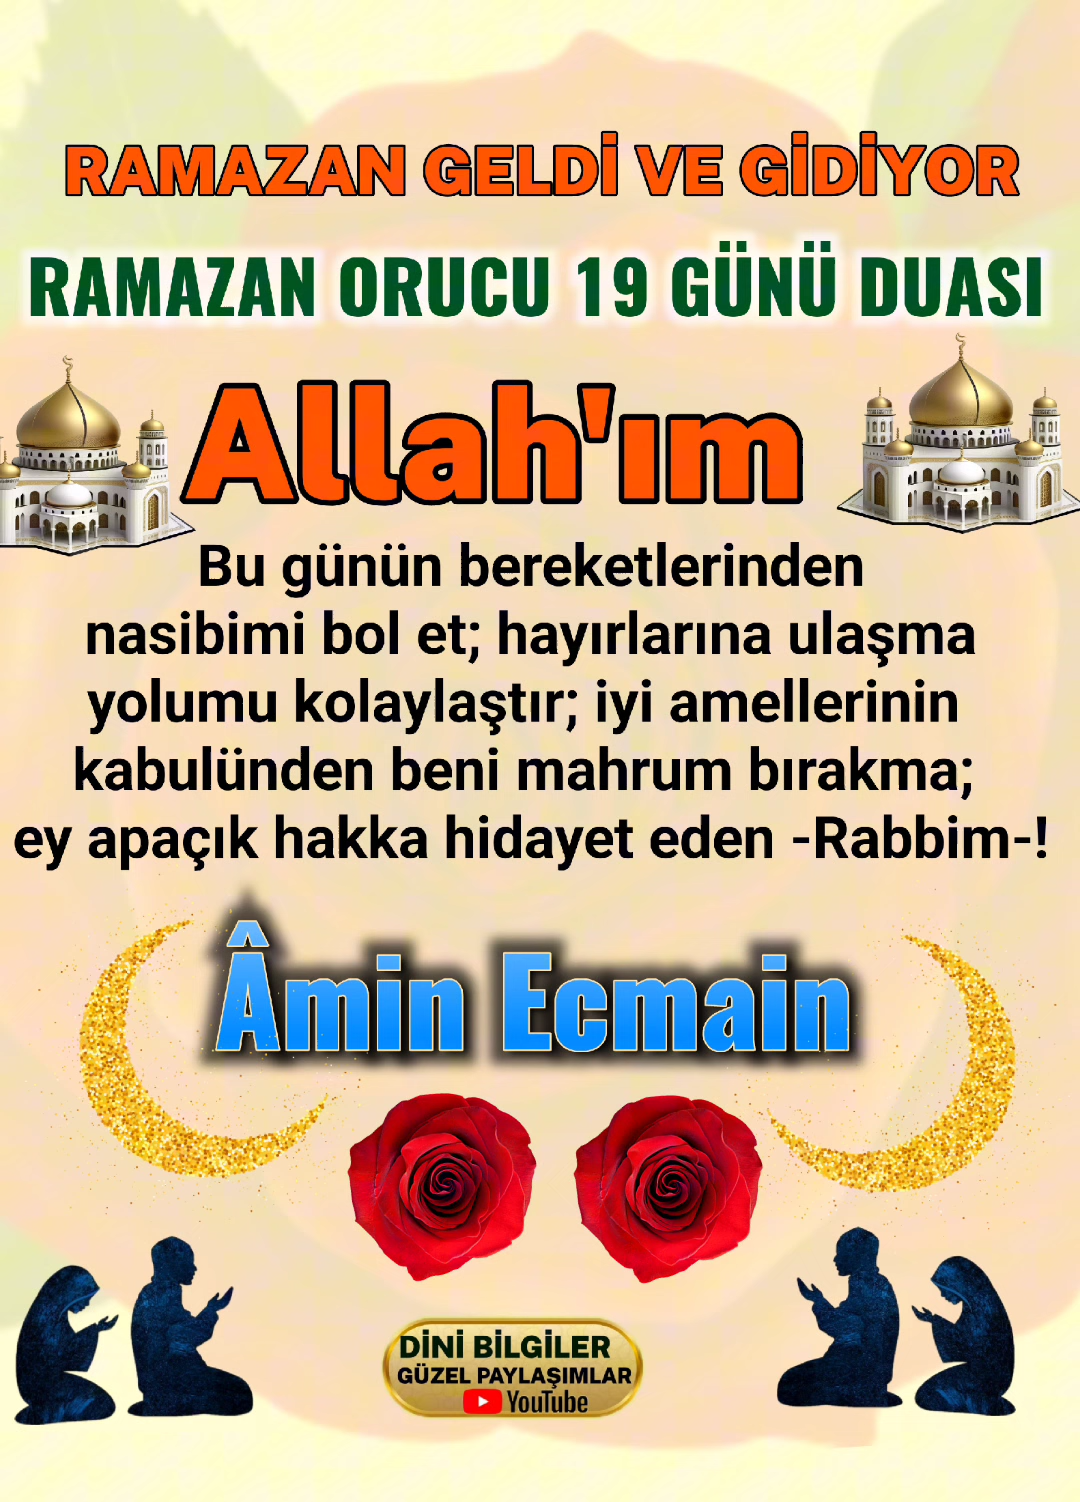 RAMAZAN GELDİ VE GİDİYOR
RAMAZAN ORUCU 19 GÜNÜ DUASI
Allah'ım
Bu günün bereketlerinden
nasibimi bol et; hayırlarına ulaşma
yolumu kolaylaştır; iyi amellerinin
kabulünden beni mahrum bırakma;
ey apaçık hakka hidayet eden -Rabbim-!
Âmin Ecmain
DİNİ BİLGİLER
GÜZEL PAYLAŞIMLAR
YouTube